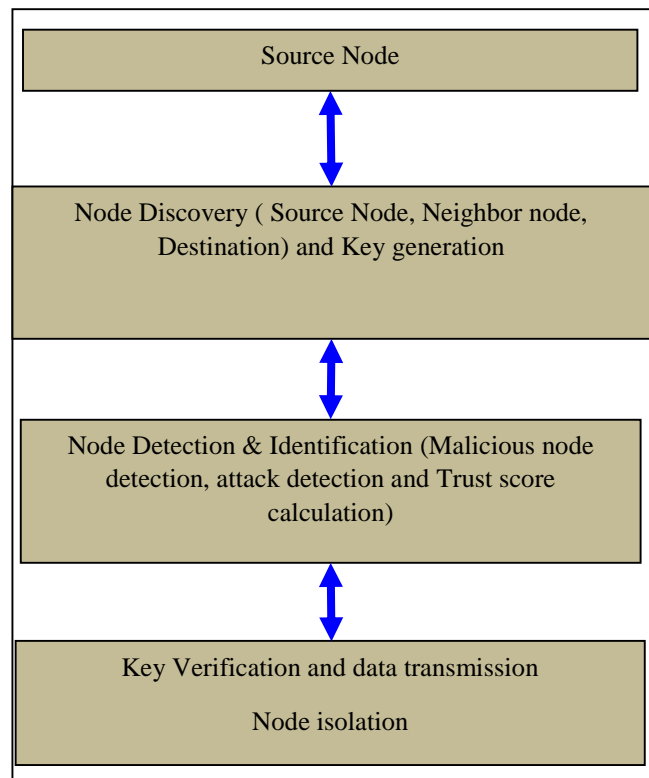 Source Node
Node Discovery ( Source Node, Neighbor node,
Destination) and Key generation
Node Detection & Identification (Malicious node
detection, attack detection and Trust score
calculation)
Key Verification and data transmission
Node isolation